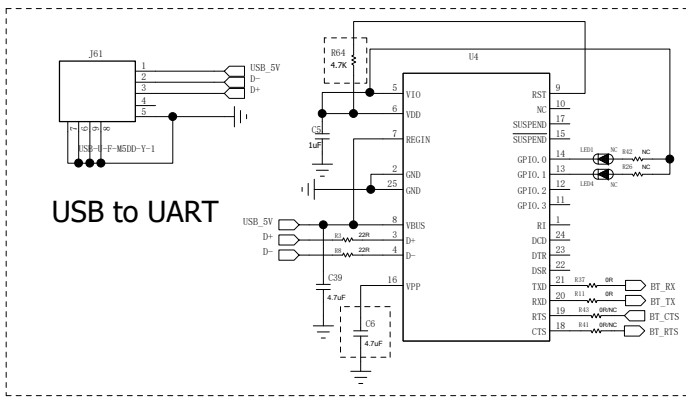 J61
1
2
3
4
5
USB_5V
D-
D+
7
6
9
8
USB-U-F-M5DD-Y-1
USB to UART
R64
4.7K
C5
1uF
U4
5 VIO
6 VDD
7 REGIN
2 GND
25 GND
USB_5V 8 VBUS
D+ R3 22R 3 D+
D- R8 22R 4 D-
16 VPP
C39
4.7uF
C6
4.7uF
RST 9
NC 10
SUSPEND 17
SUSPEND 15
GPIO.0 14 LED1 NC R42 NC
GPIO.1 13 LED4 NC R26 NC
GPIO.2 12
GPIO.3 11
RI 1
DCD 24
DTR 23
DSR 22
TXD 21 R37 0R BT_RX
RXD 20 R11 0R BT_TX
RTS 19 R43 0R/NC BT_CTS
CTS 18 R41 0R/NC BT_RTS